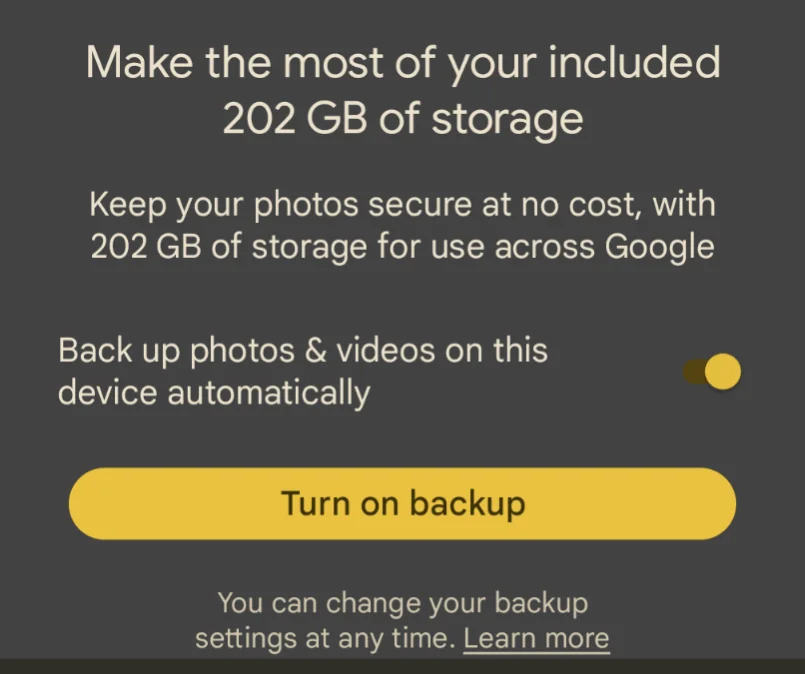 Make the most of your included
202 GB of storage
Keep your photos secure at no cost, with
202 GB of storage for use across Google
Back up photos & videos on this
device automatically
Turn on backup
You can change your backup
settings at any time. Learn more